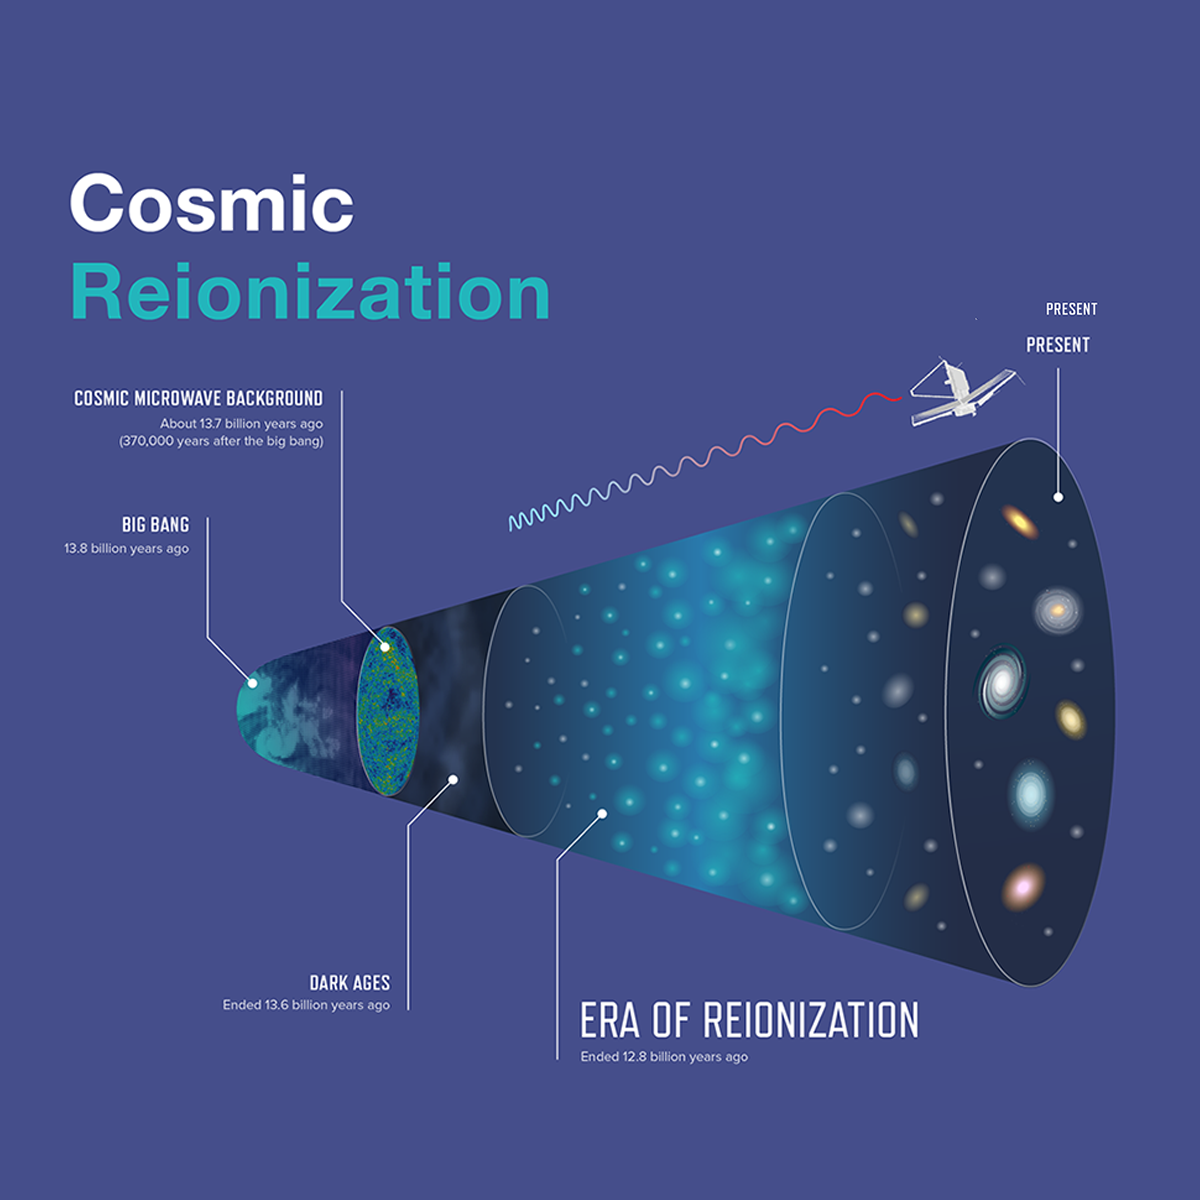 Cosmic
Reionization
PRESENT
PRESENT
COSMIC MICROWAVE BACKGROUND
About 13.7 billion years ago
(370,000 years after the big bang)
BIG BANG
13.8 billion years ago
DARK AGES
Ended 13.6 billion years ago
ERA OF REIONIZATION
Ended 12.8 billion years ago